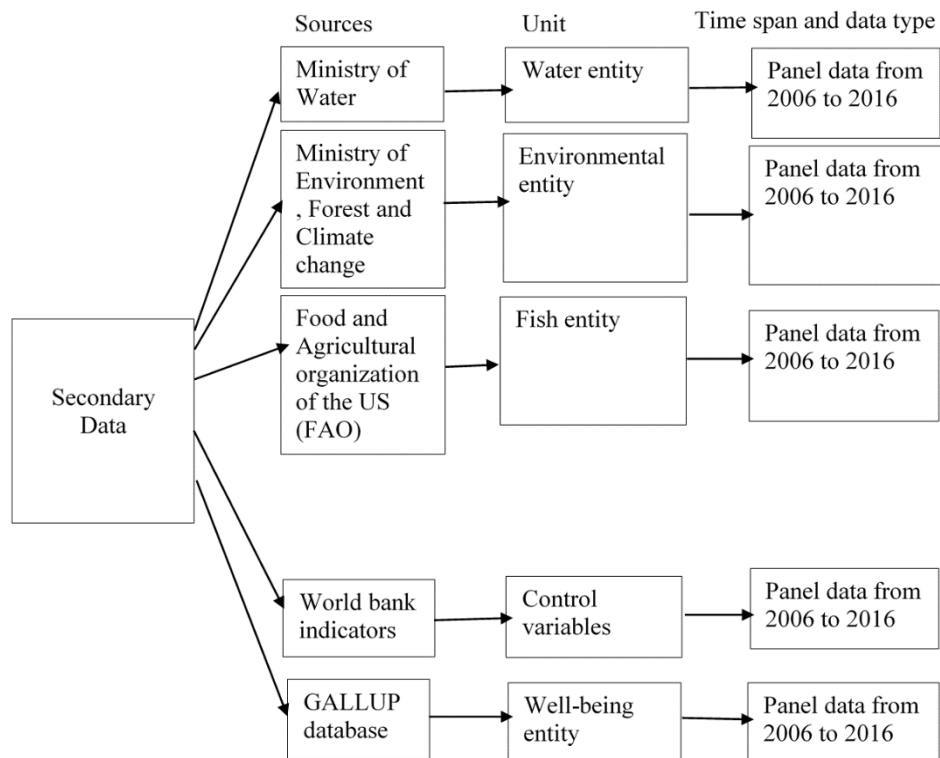 Sources
Unit
Time span and data type
Ministry of
Water
Water entity
Panel data from
2006 to 2016
Ministry of
Environment
, Forest and
Climate
change
Environmental
entity
Panel data from
2006 to 2016
Secondary
Data
Food and
Agricultural
organization
of the US
(FAO)
Fish entity
Panel data from
2006 to 2016
World bank
indicators
Control
variables
Panel data from
2006 to 2016
GALLUP
database
Well-being
entity
Panel data from
2006 to 2016